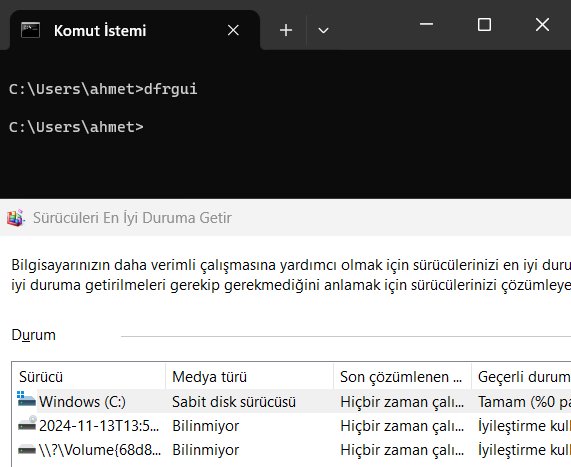 Komut İstemi
C:\Users\ahmet>dfrgui
C:\Users\ahmet>
Sürücüleri En İyi Duruma Getir
Bilgisayarınızın daha verimli çalışmasına yardımcı olmak için sürücülerinizi en iyi duru
iyi duruma getirilmeleri gerekip gerekmediğini anlamak için sürücülerinizi çözümleye
Durum
Sürücü Medya türü Son çözümlenen ... Geçerli durum
Windows (C:) Sabit disk sürücüsü Hiçbir zaman çalı... Tamam (%0 pa
2024-11-13T13:5... Bilinmiyor Hiçbir zaman çalı... İyileştirme kull
\\?\Volume{68d8... Bilinmiyor Hiçbir zaman çalı... İyileştirme kull